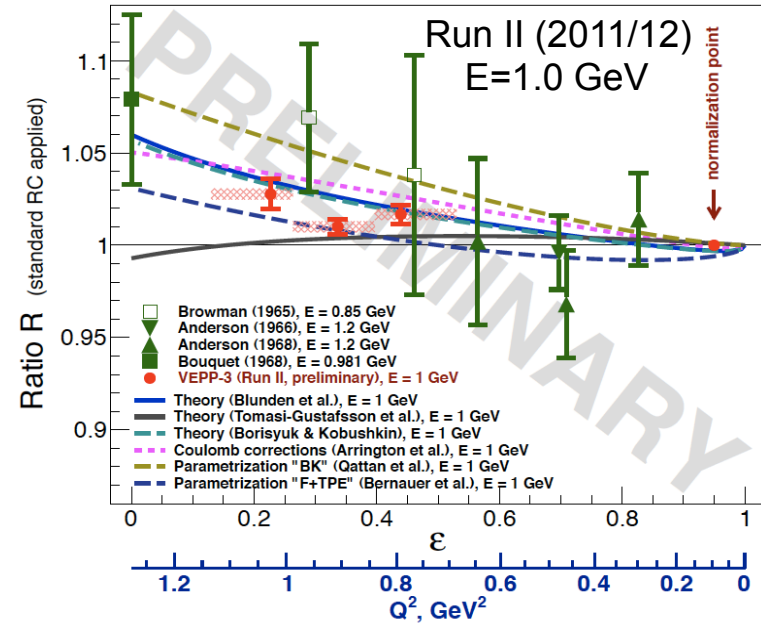 Run II (2011/12)
E=1.0 GeV
PRELIMINARY
normalization point
Ratio R (standard RC applied)
1.1
1.05
1
0.95
0.9
Browman (1965), E = 0.85 GeV
Anderson (1966), E = 1.2 GeV
Anderson (1968), E = 1.2 GeV
Bouquet (1968), E = 0.981 GeV
VEPP-3 (Run II, preliminary), E = 1 GeV
Theory (Blunden et al.), E = 1 GeV
Theory (Tomasi-Gustafsson et al.), E = 1 GeV
Theory (Borisyuk & Kobushkin), E = 1 GeV
Coulomb corrections (Arrington et al.), E = 1 GeV
Parametrization "BK" (Qattan et al.), E = 1 GeV
Parametrization "F+TPE" (Bernauer et al.), E = 1 GeV
0 0.2 0.4 0.6 0.8 1
ε
1.2 1 0.8 0.6 0.4 0.2 0
Q², GeV²